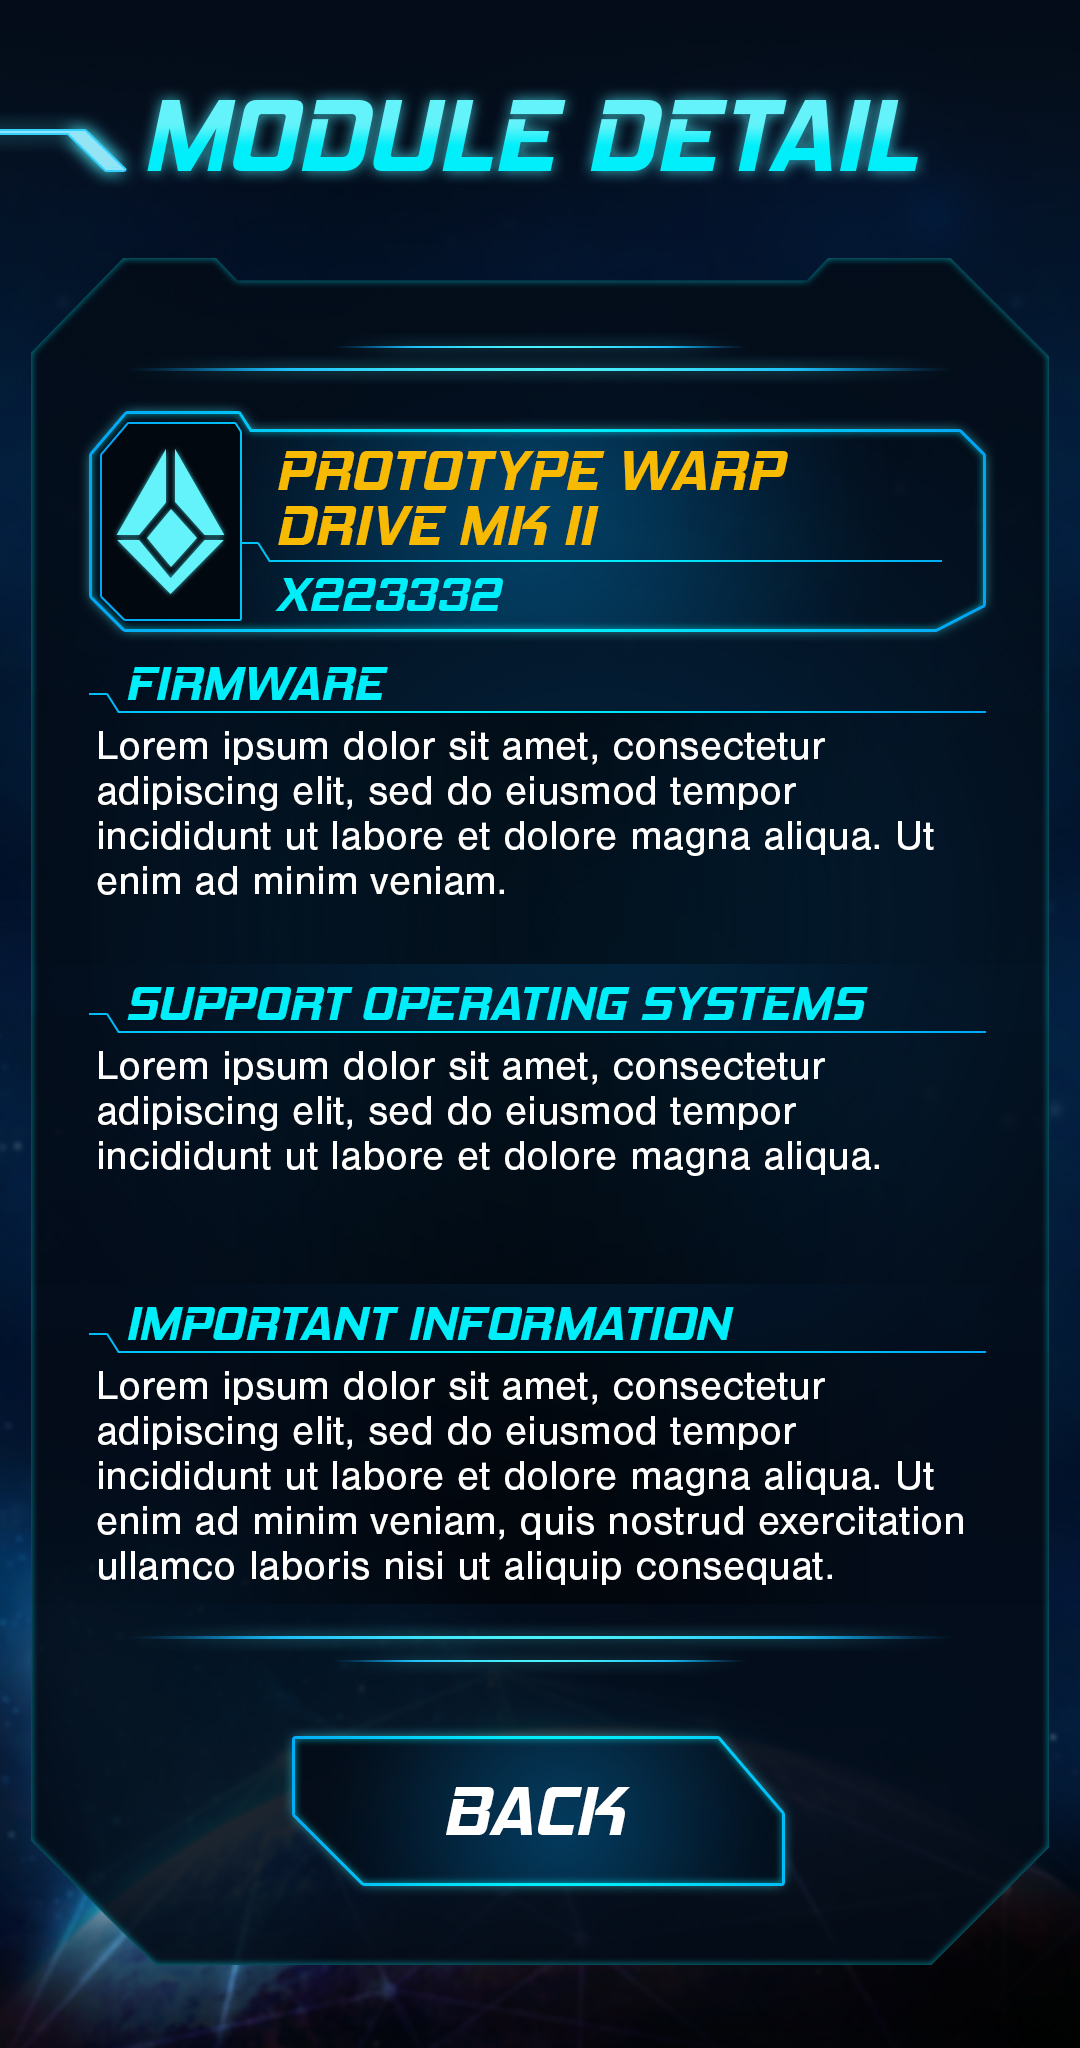 MODULE DETAIL
PROTOTYPE WARP
DRIVE MK II
X223332
FIRMWARE
Lorem ipsum dolor sit amet, consectetur
adipiscing elit, sed do eiusmod tempor
incididunt ut labore et dolore magna aliqua. Ut
enim ad minim veniam.
SUPPORT OPERATING SYSTEMS
Lorem ipsum dolor sit amet, consectetur
adipiscing elit, sed do eiusmod tempor
incididunt ut labore et dolore magna aliqua.
IMPORTANT INFORMATION
Lorem ipsum dolor sit amet, consectetur
adipiscing elit, sed do eiusmod tempor
incididunt ut labore et dolore magna aliqua. Ut
enim ad minim veniam, quis nostrud exercitation
ullamco laboris nisi ut aliquip consequat.
BACK